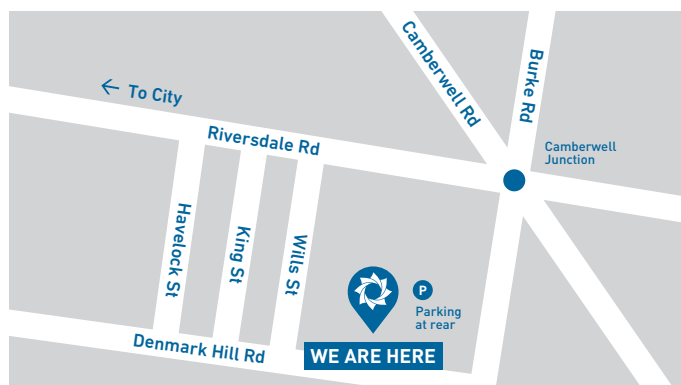 ← To City
Camberwell Rd
Burke Rd
Riversdale Rd
Camberwell
Junction
Havelock St
King St
Wills St
P
Parking
at rear
Denmark Hill Rd
WE ARE HERE